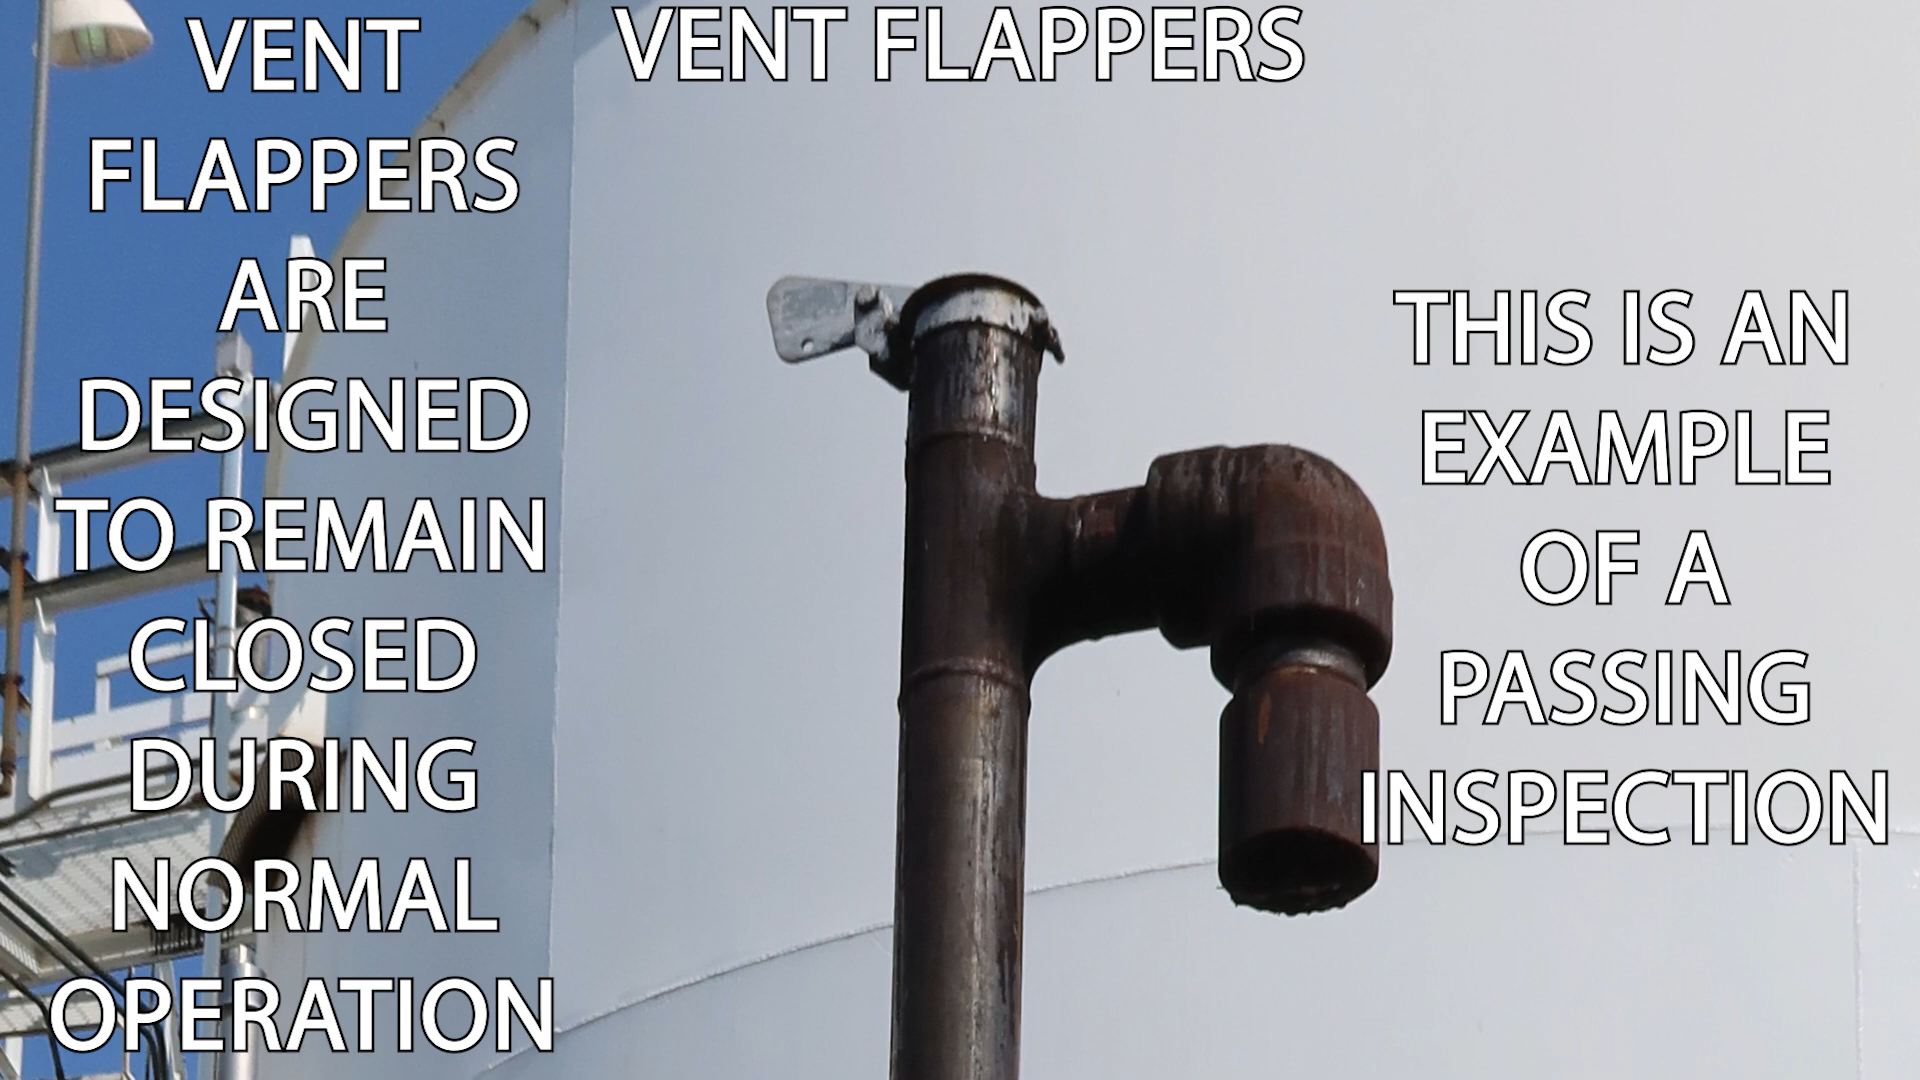 VENT FLAPPERS
VENT
FLAPPERS
ARE
DESIGNED
TO REMAIN
CLOSED
DURING
NORMAL
OPERATION
THIS IS AN
EXAMPLE
OF A
PASSING
INSPECTION